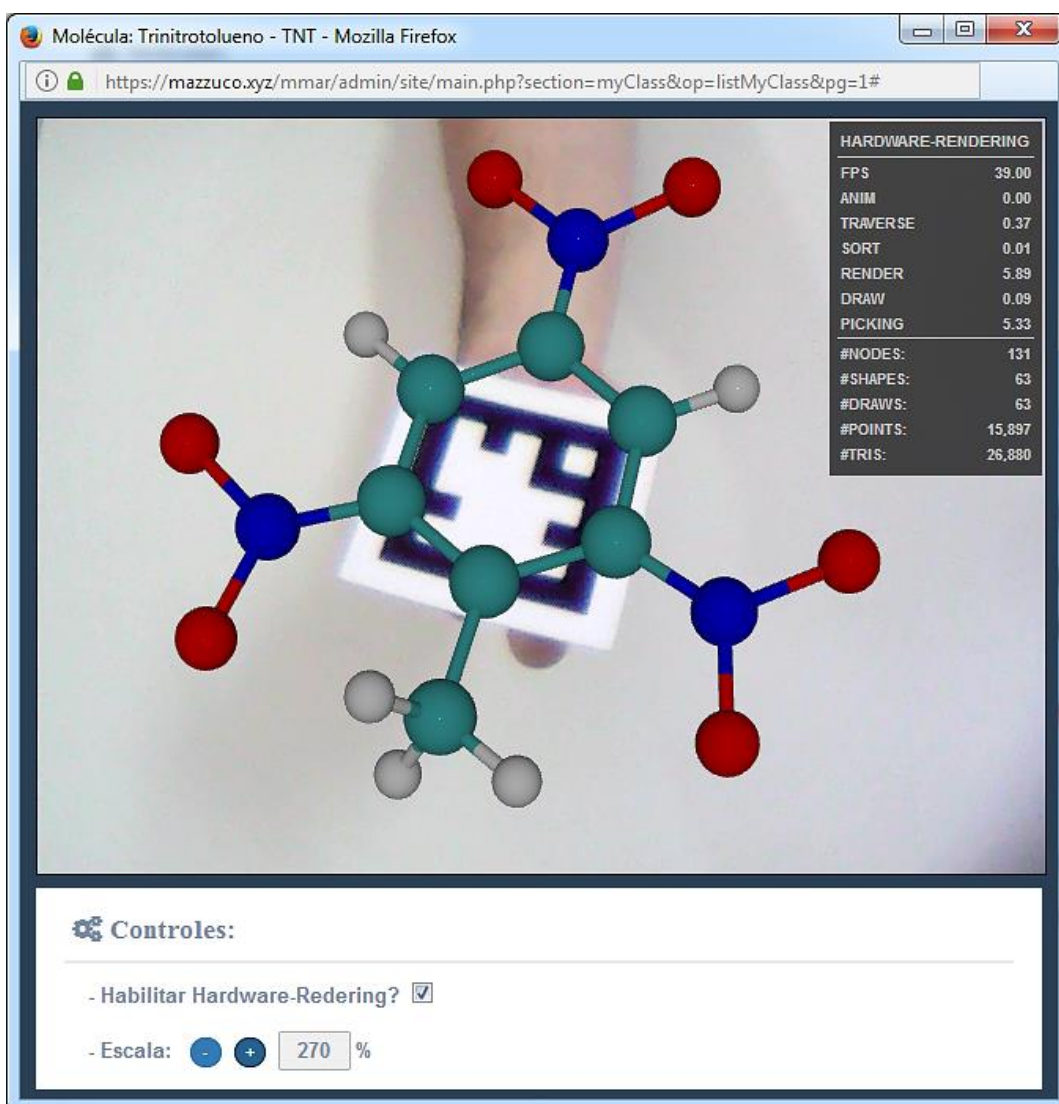 Molécula: Trinitrotolueno - TNT - Mozilla Firefox
https://mazzuco.xyz/mmar/admin/site/main.php?section=myClass&op=listMyClass&pg=1#
HARDWARE-RENDERING
FPS 39.00
ANIM 0.00
TRAVERSE 0.37
SORT 0.01
RENDER 5.89
DRAW 0.09
PICKING 5.33
#NODES: 131
#SHAPES: 63
#DRAWS: 63
#POINTS: 15,897
#TRIS: 26,880
Controles:
- Habilitar Hardware-Redering?
- Escala: - + 270 %